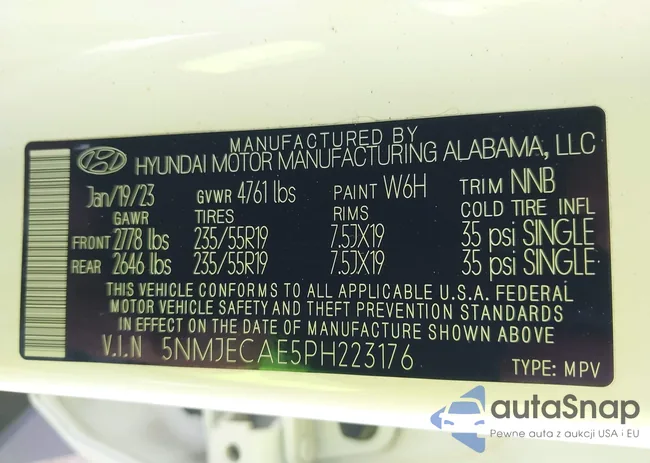 MANUFACTURED BY
HYUNDAI MOTOR MANUFACTURING ALABAMA, LLC
Jan/19/23 GVWR 4761 lbs PAINT W6H TRIM NNB
GAWR TIRES RIMS COLD TIRE INFL
FRONT 2778 lbs 235/55R19 7.5JX19 35 psi SINGLE
REAR 2646 lbs 235/55R19 7.5JX19 35 psi SINGLE
THIS VEHICLE CONFORMS TO ALL APPLICABLE U.S.A. FEDERAL
MOTOR VEHICLE SAFETY AND THEFT PREVENTION STANDARDS
IN EFFECT ON THE DATE OF MANUFACTURE SHOWN ABOVE
V.I.N 5NMJECAE5PH223176
TYPE: MPV
autaSnap
Pewne auta z aukcji USA i EU